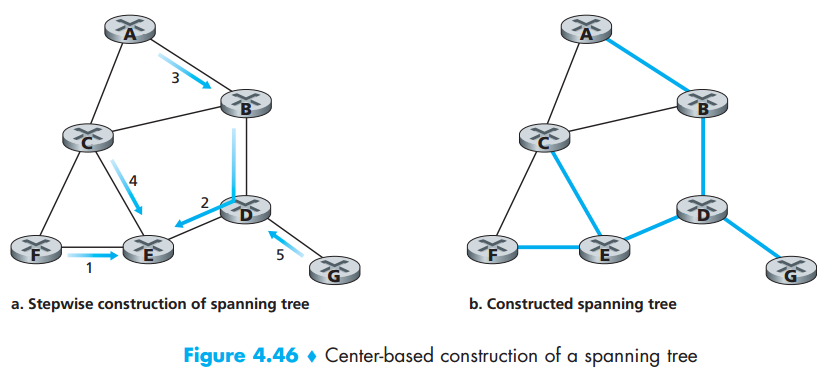 A
3
B
C
4
2
D
F
E
1
5
G
a. Stepwise construction of spanning tree
A
B
C
D
F
E
G
b. Constructed spanning tree
Figure 4.46 ♦ Center-based construction of a spanning tree